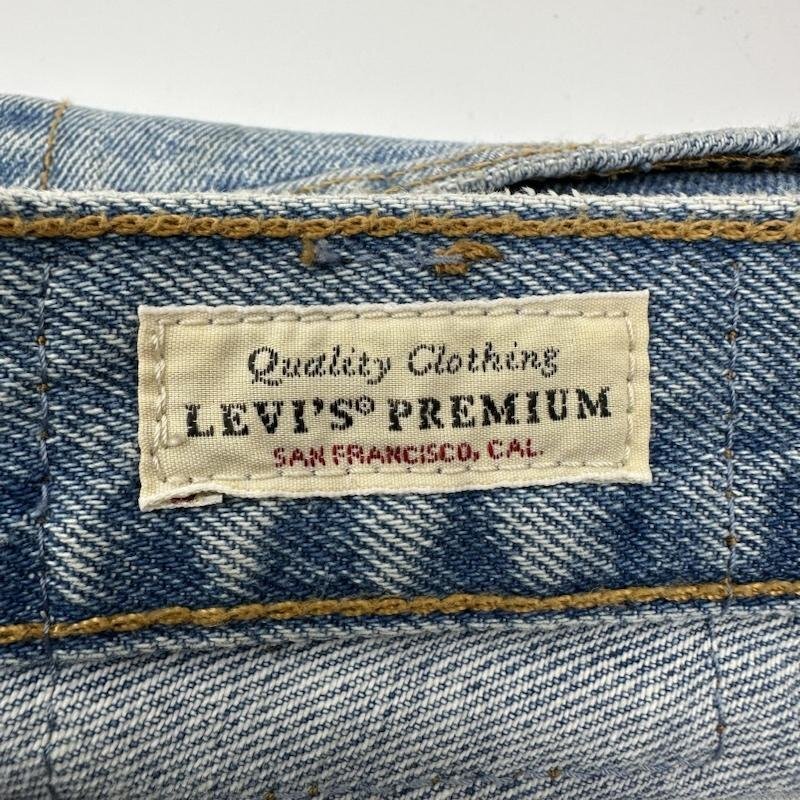 Quality Clothing
LEVI'S® PREMIUM
SAN FRANCISCO, CAL.